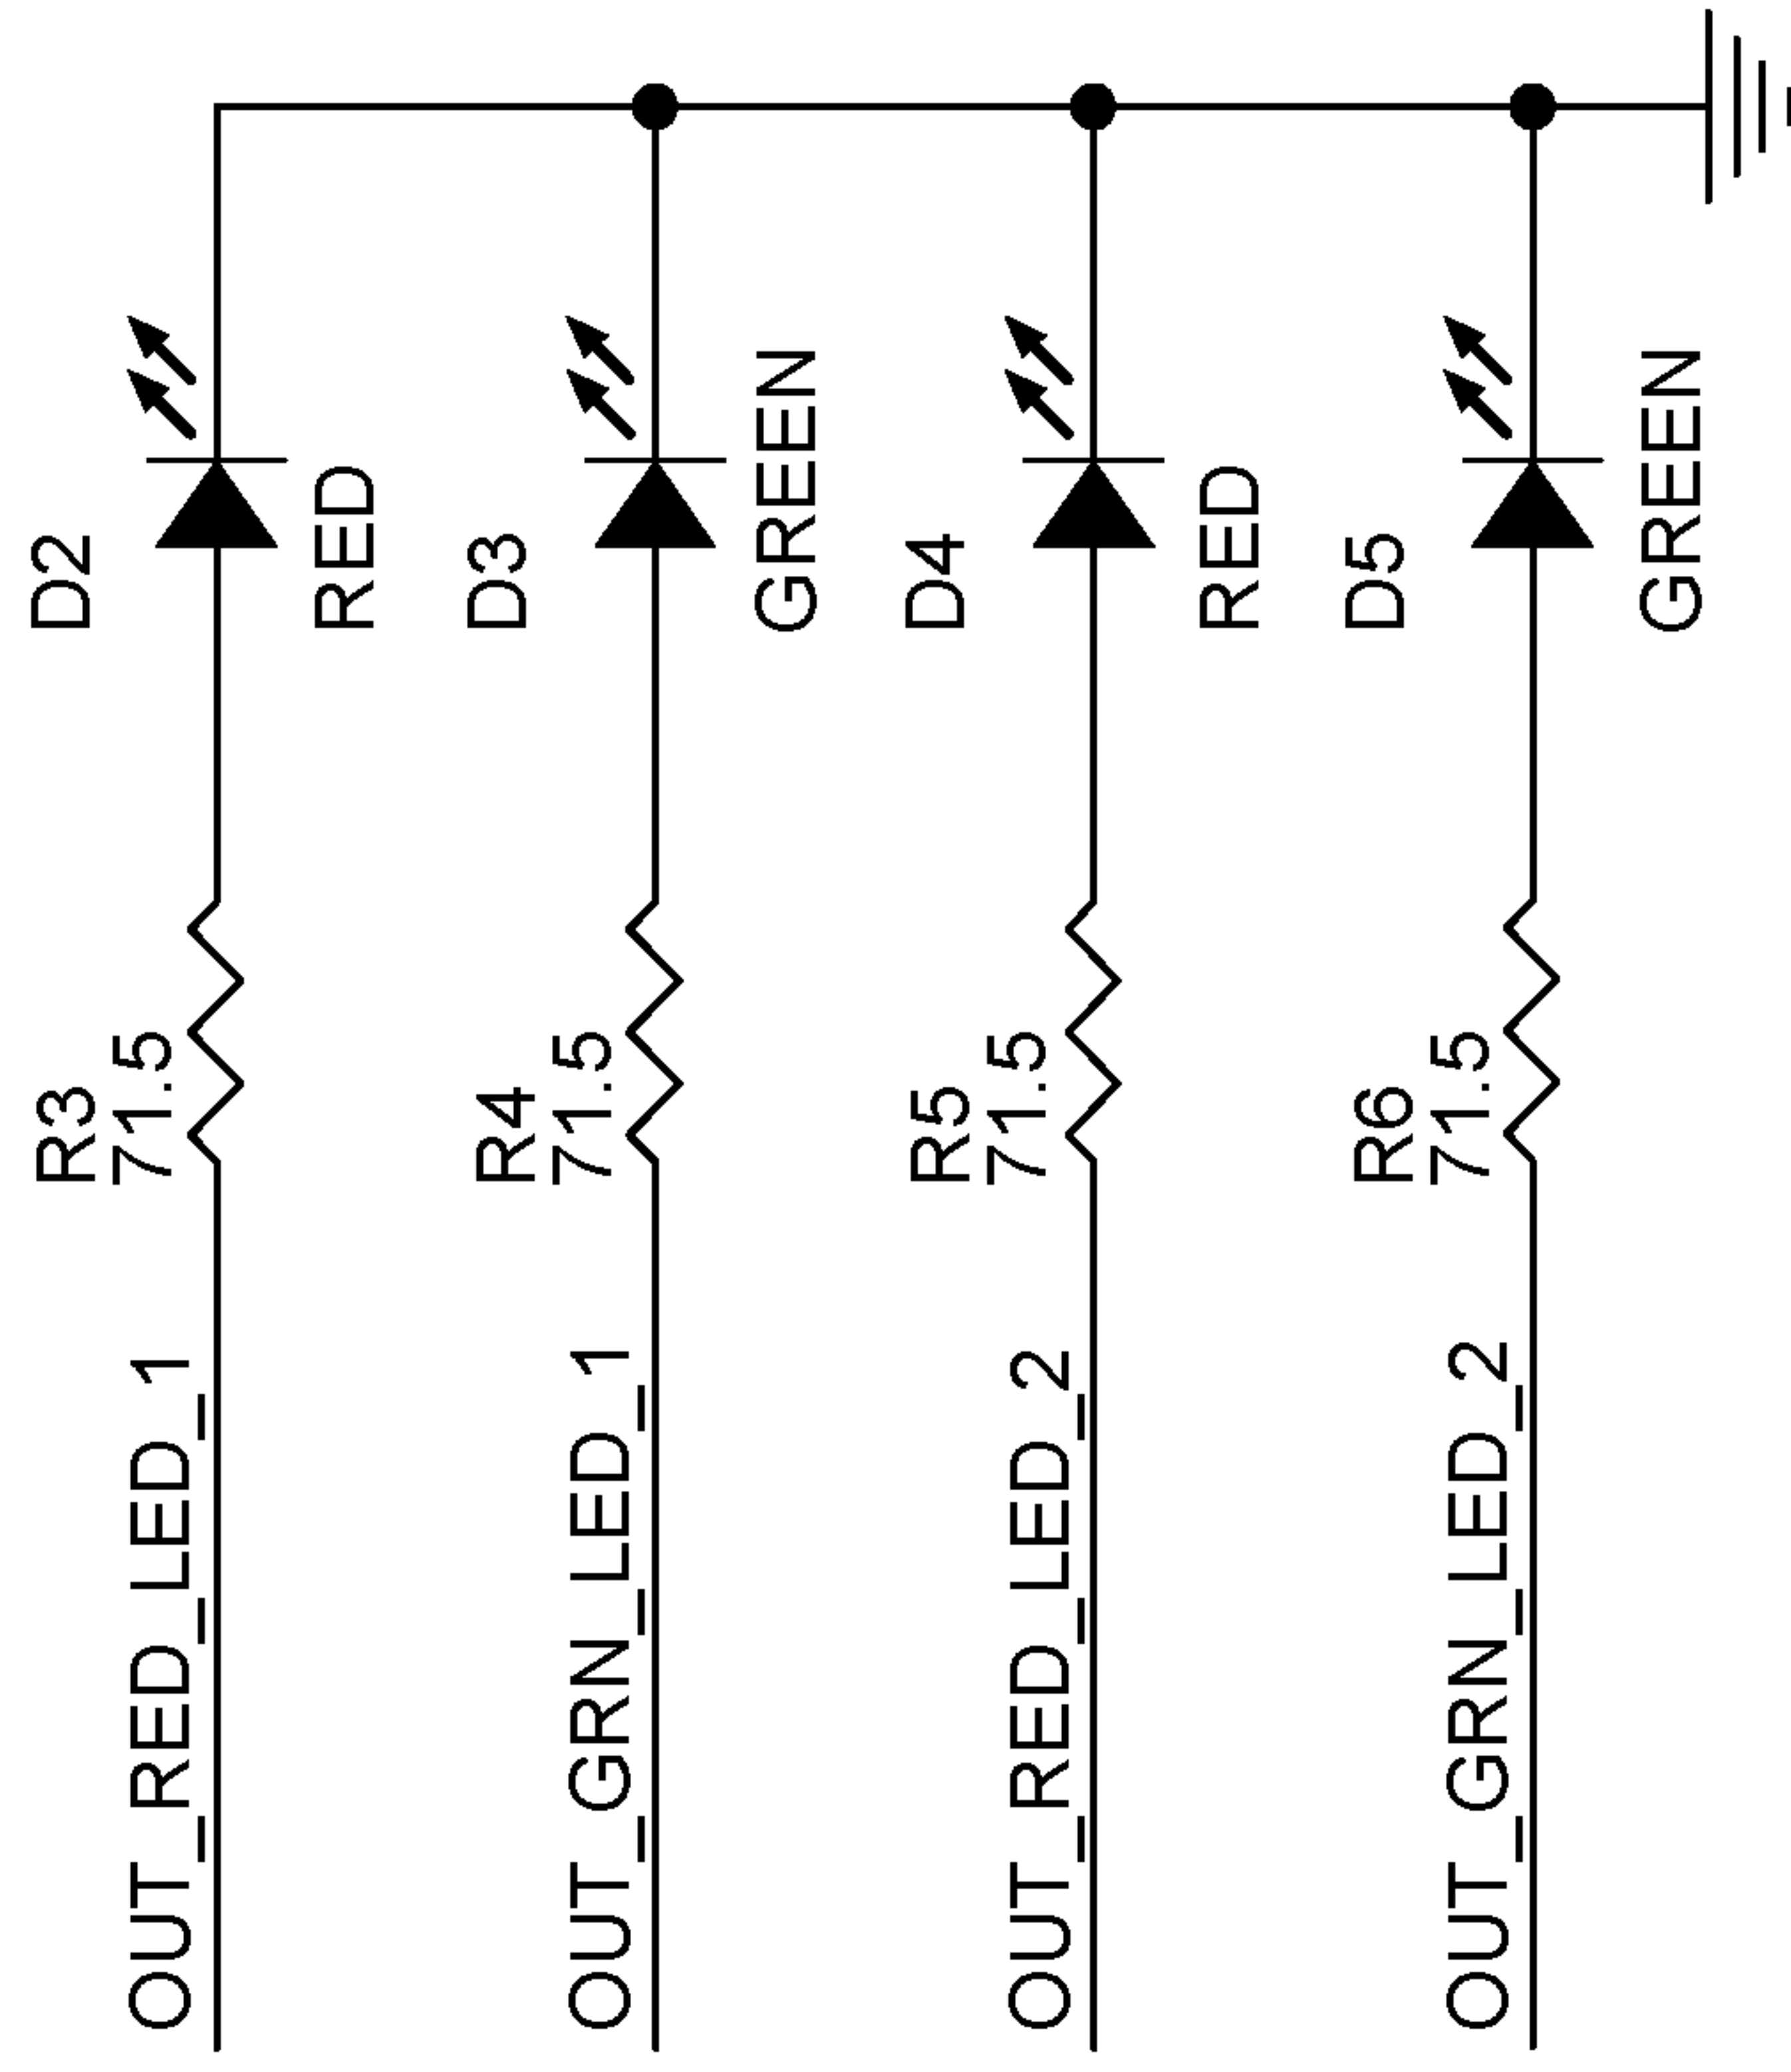 D2
RED
R3
71.5
OUT_RED_LED_1
D3
GREEN
R4
71.5
OUT_GRN_LED_1
D4
RED
R5
71.5
OUT_RED_LED_2
D5
GREEN
R6
71.5
OUT_GRN_LED_2